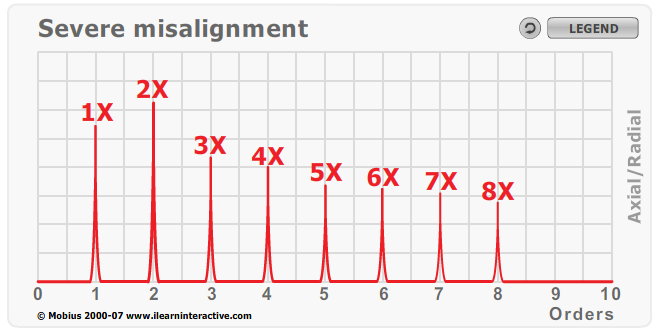 Severe misalignment
LEGEND
1X
2X
3X
4X
5X
6X
7X
8X
Axial/Radial
0 1 2 3 4 5 6 7 8 9 10
© Mobius 2000-07 www.ilearninteractive.com
Orders